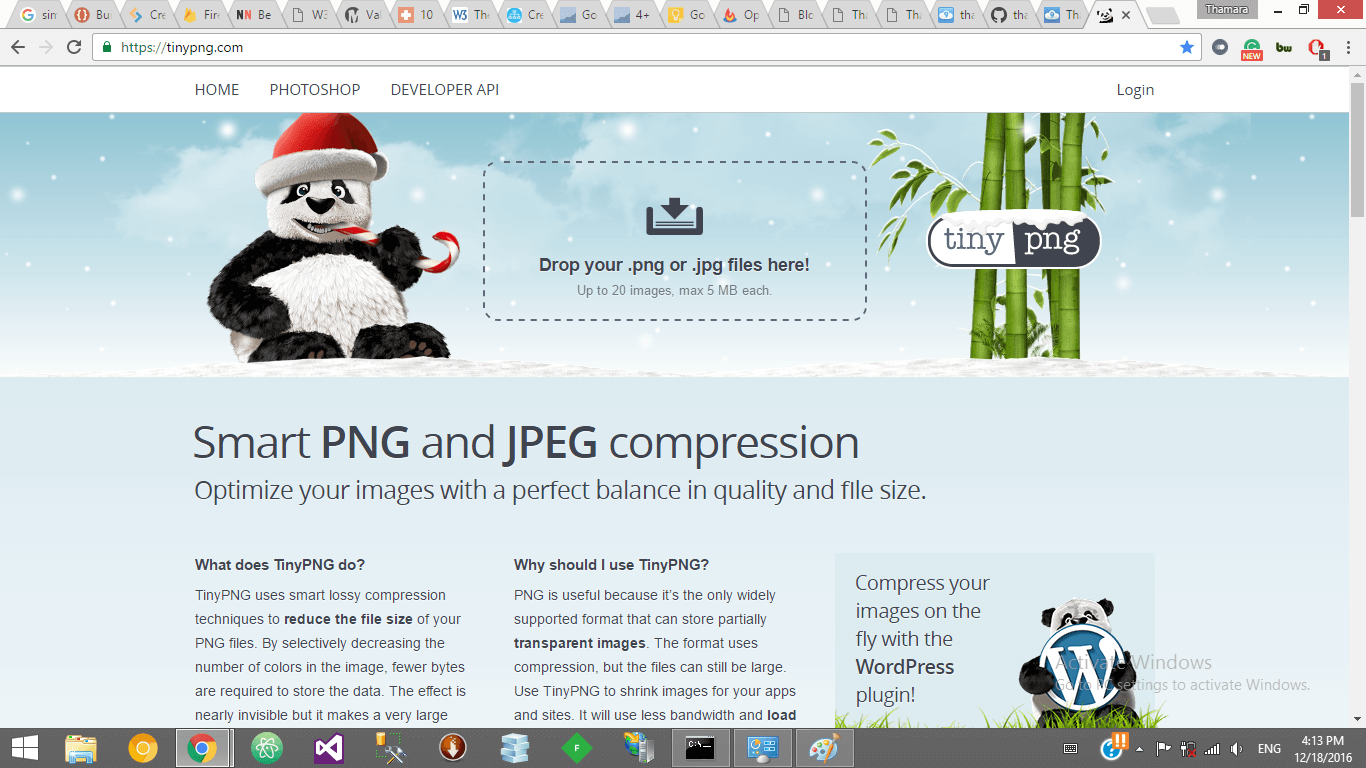 sin
Bu
Cre
Fire
Be
W3
Val
10
The
Cre
Go
4+
Go
Op
Blo
Tha
Tha
tha
tha
Tha
Thamara
https://tinypng.com
NEW
bw
1
HOME
PHOTOSHOP
DEVELOPER API
Login
Drop your .png or .jpg files here!
Up to 20 images, max 5 MB each.
tiny png
Smart PNG and JPEG compression
Optimize your images with a perfect balance in quality and file size.
What does TinyPNG do?
TinyPNG uses smart lossy compression
techniques to reduce the file size of your
PNG files. By selectively decreasing the
number of colors in the image, fewer bytes
are required to store the data. The effect is
nearly invisible but it makes a very large
Why should I use TinyPNG?
PNG is useful because it’s the only widely
supported format that can store partially
transparent images. The format uses
compression, but the files can still be large.
Use TinyPNG to shrink images for your apps
and sites. It will use less bandwidth and load
Compress your
images on the
fly with the
WordPress
plugin!
Activate Windows
Go to PC settings to activate Windows.
ENG
4:13 PM
12/18/2016